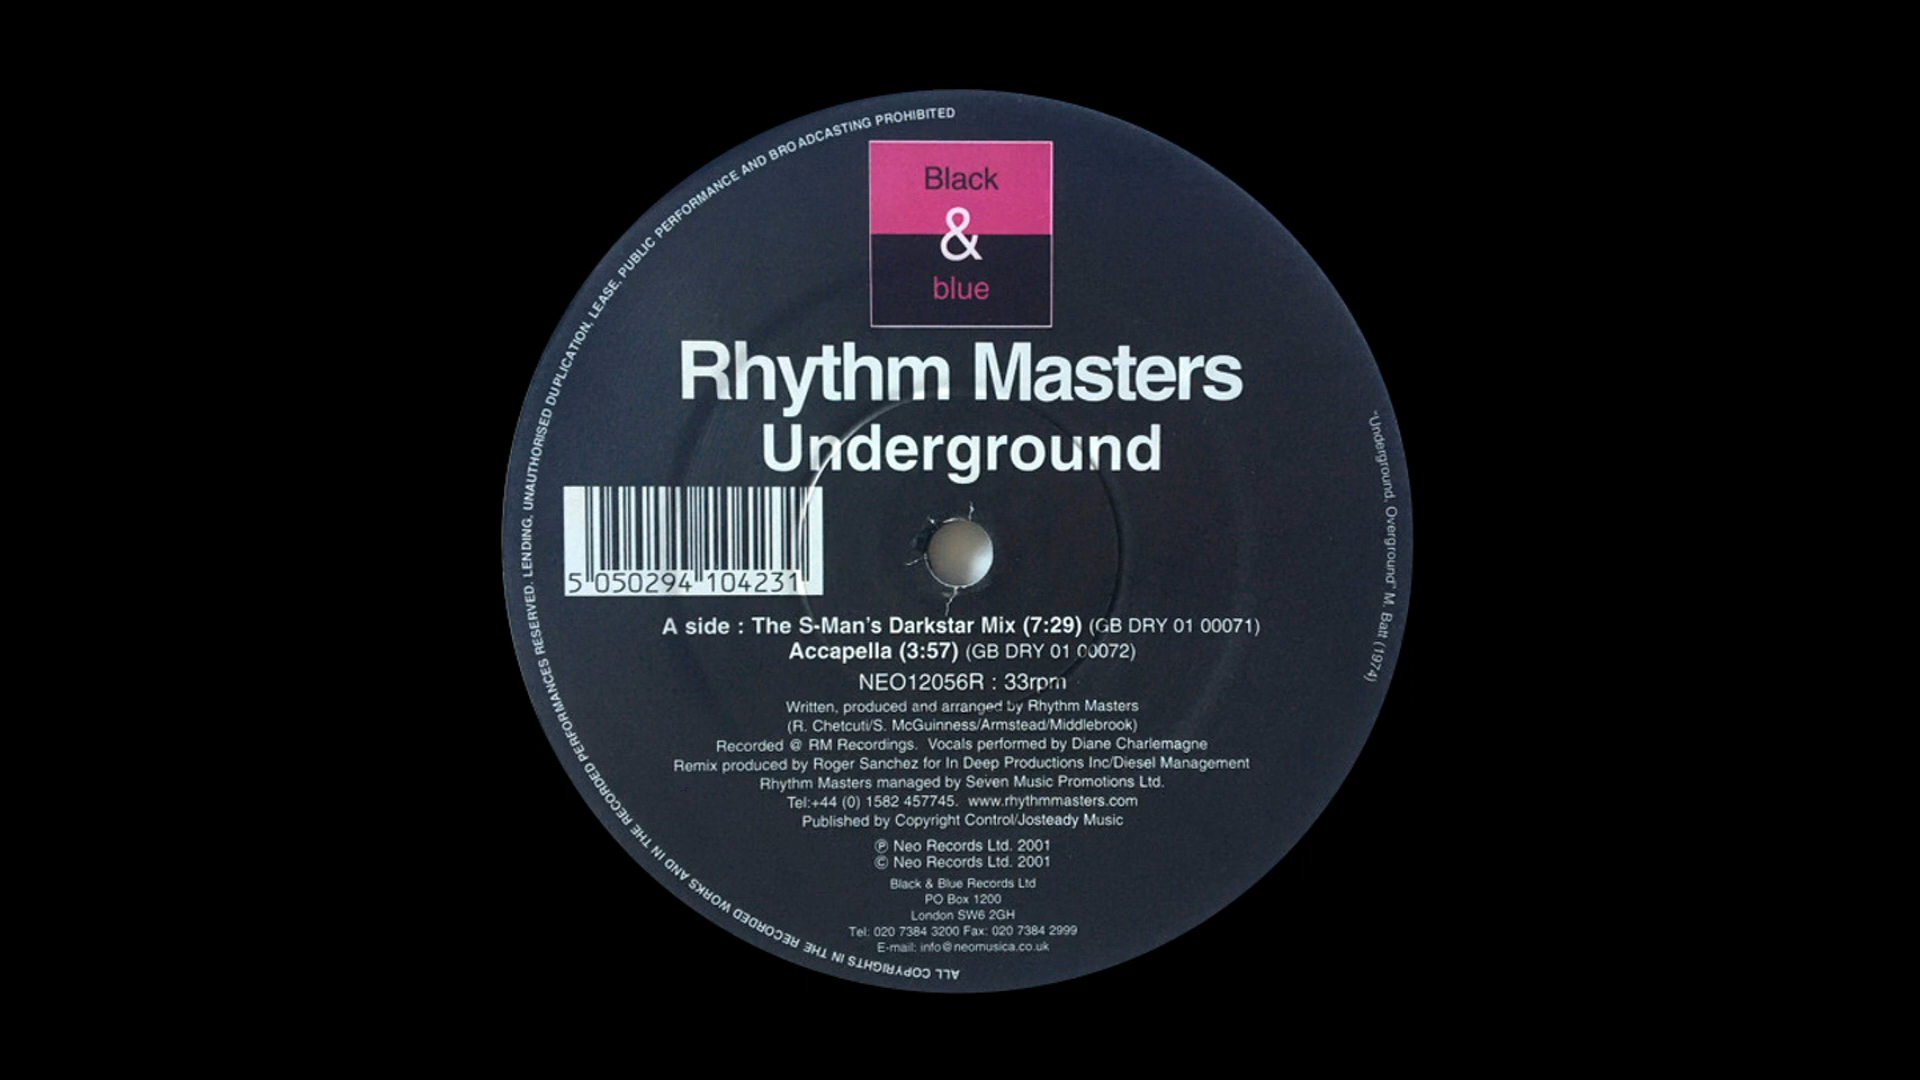 ALL COPYRIGHTS IN THE RECORDED WORKS AND IN THE RECORDED PERFORMANCES RESERVED. LENDING, UNAUTHORISED DUPLICATION, LEASE, PUBLIC PERFORMANCE AND BROADCASTING PROHIBITED
Black
&
blue
Rhythm Masters
Underground
5 050294 104231
A side : The S-Man's Darkstar Mix (7:29) (GB DRY 01 00071)
Accapella (3:57) (GB DRY 01 00072)
NEO12056R : 33rpm
Written, produced and arranged by Rhythm Masters
(R. Chetcuti/S. McGuinness/Armstead/Middlebrook)
Recorded @ RM Recordings. Vocals performed by Diane Charlemagne
Remix produced by Roger Sanchez for In Deep Productions Inc/Diesel Management
Rhythm Masters managed by Seven Music Promotions Ltd.
Tel:+44 (0) 1582 457745. www.rhythmmasters.com
Published by Copyright Control/Josteady Music
℗ Neo Records Ltd. 2001
© Neo Records Ltd. 2001
Black & Blue Records Ltd
PO Box 1200
London SW6 2GH
Tel: 020 7384 3200 Fax: 020 7384 2999
E-mail: info@neomusica.co.uk
"Underground, Overground" M. Batt (1974)